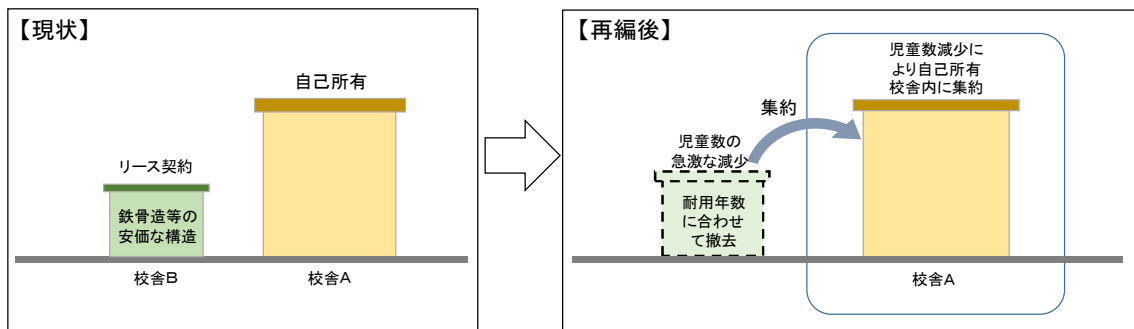 【現状】
自己所有
リース契約
鉄骨造等の
安価な構造
校舎B
校舎A
【再編後】
児童数減少に
より自己所有
校舎内に集約
集約
児童数の
急激な減少
耐用年数
に合わせ
て撤去
校舎A